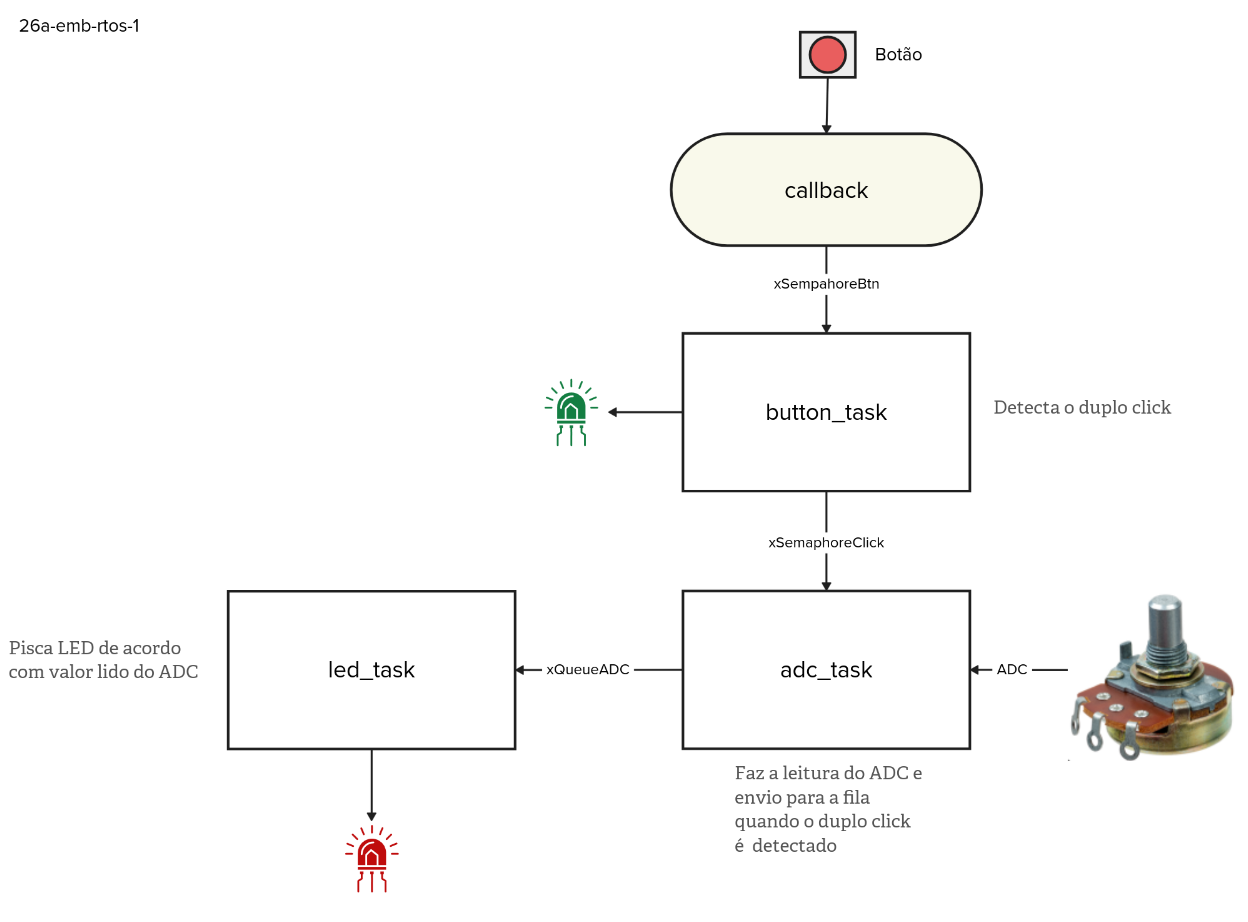 26a-emb-rtos-1
Botão
callback
xSempahoreBtn
button_task
Detecta o duplo click
xSemaphoreClick
Pisca LED de acordo
com valor lido do ADC
led_task
xQueueADC
adc_task
ADC
Faz a leitura do ADC e
envio para a fila
quando o duplo click
é detectado